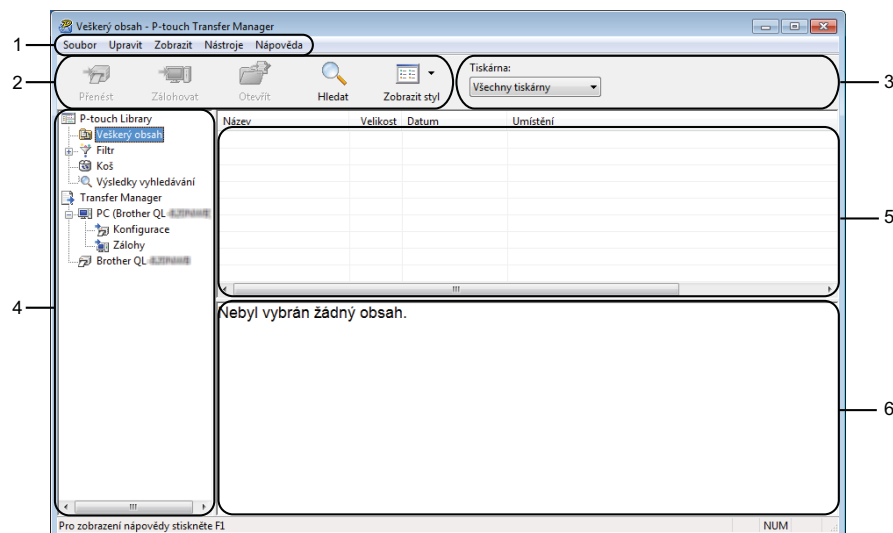 Veškerý obsah - P-touch Transfer Manager
1
Soubor Upravit Zobrazit Nástroje Nápověda
2
Přenést Zálohovat Otevřít Hledat Zobrazit styl
Tiskárna:
Všechny tiskárny
3
P-touch Library
Veškerý obsah
Filtr
Koš
Výsledky vyhledávání
Transfer Manager
PC (Brother QL
Konfigurace
Zálohy
Brother QL
4
Název Velikost Datum Umístění
5
Nebyl vybrán žádný obsah.
6
Pro zobrazení nápovědy stiskněte F1
NUM